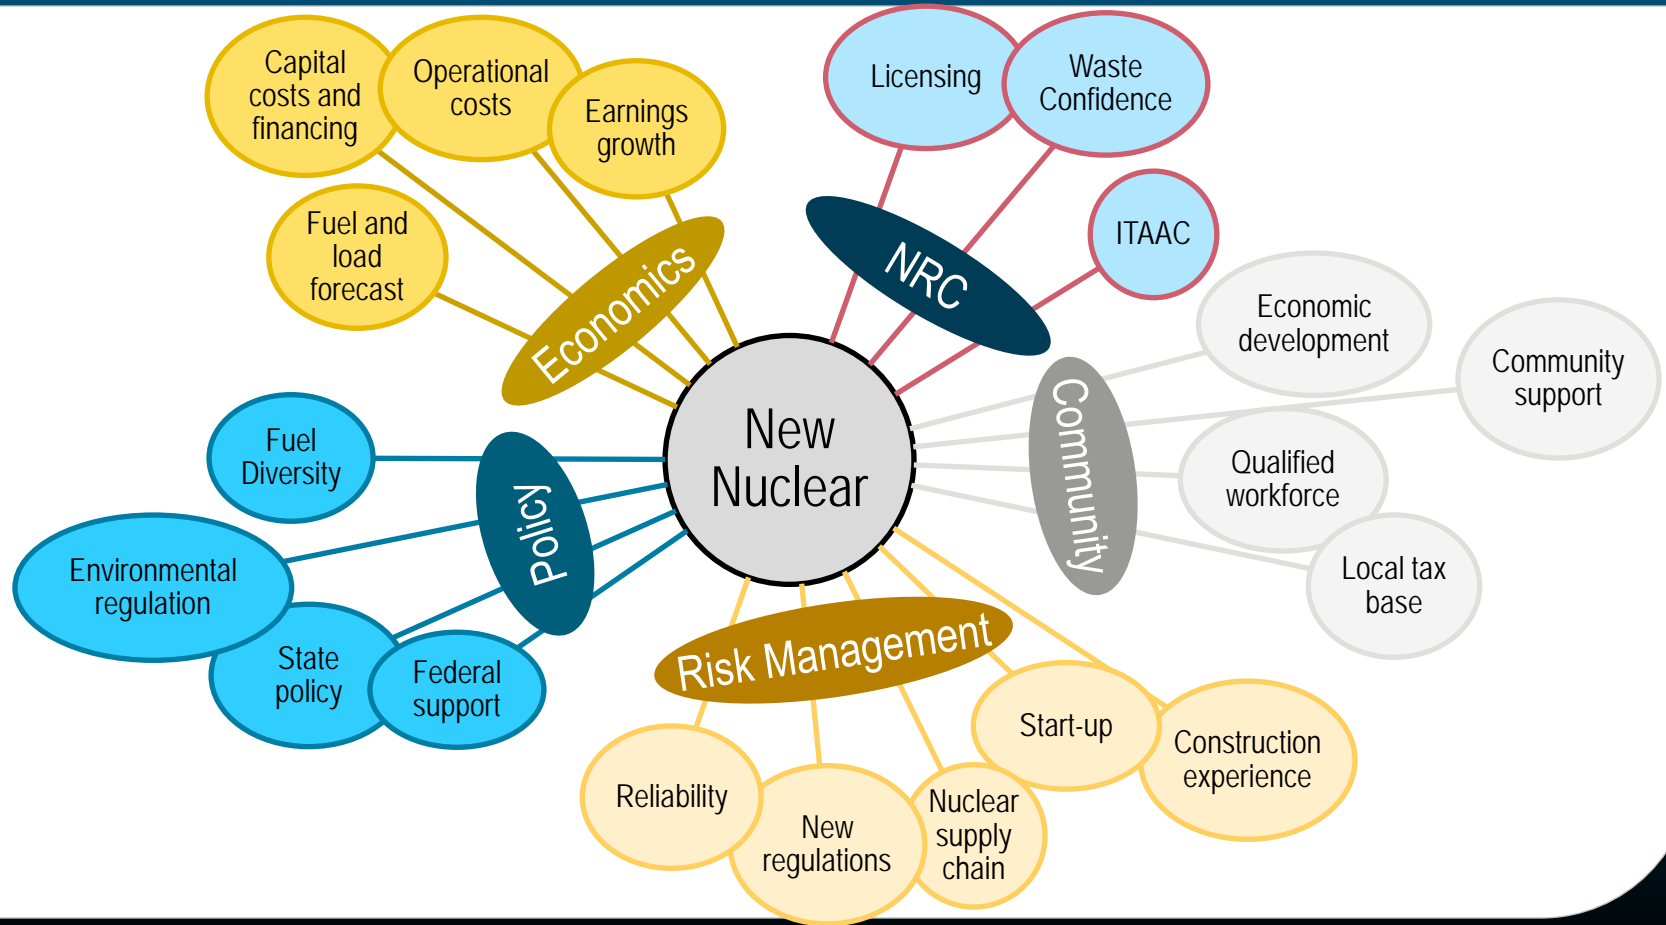 Capital
costs and
financing
Operational
costs
Earnings
growth
Fuel and
load
forecast
Economics
Licensing
Waste
Confidence
ITAAC
NRC
Economic
development
Community
support
Qualified
workforce
Local tax
base
Community
New
Nuclear
Fuel
Diversity
Environmental
regulation
State
policy
Federal
support
Policy
Risk Management
Reliability
New
regulations
Nuclear
supply
chain
Start-up
Construction
experience